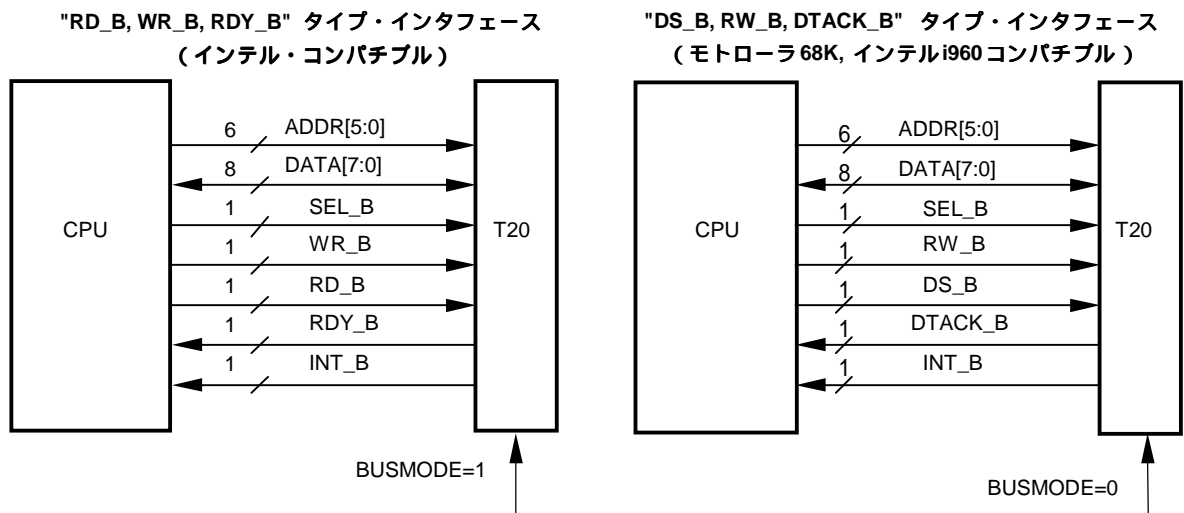 "RD_B, WR_B, RDY_B" タイプ・インタフェース
(インテル・コンパチブル)
CPU
6 ADDR[5:0]
8 DATA[7:0]
1 SEL_B
1 WR_B
1 RD_B
1 RDY_B
1 INT_B
T20
BUSMODE=1
"DS_B, RW_B, DTACK_B" タイプ・インタフェース
(モトローラ68K, インテルi960コンパチブル)
CPU
6 ADDR[5:0]
8 DATA[7:0]
1 SEL_B
1 RW_B
1 DS_B
1 DTACK_B
1 INT_B
T20
BUSMODE=0